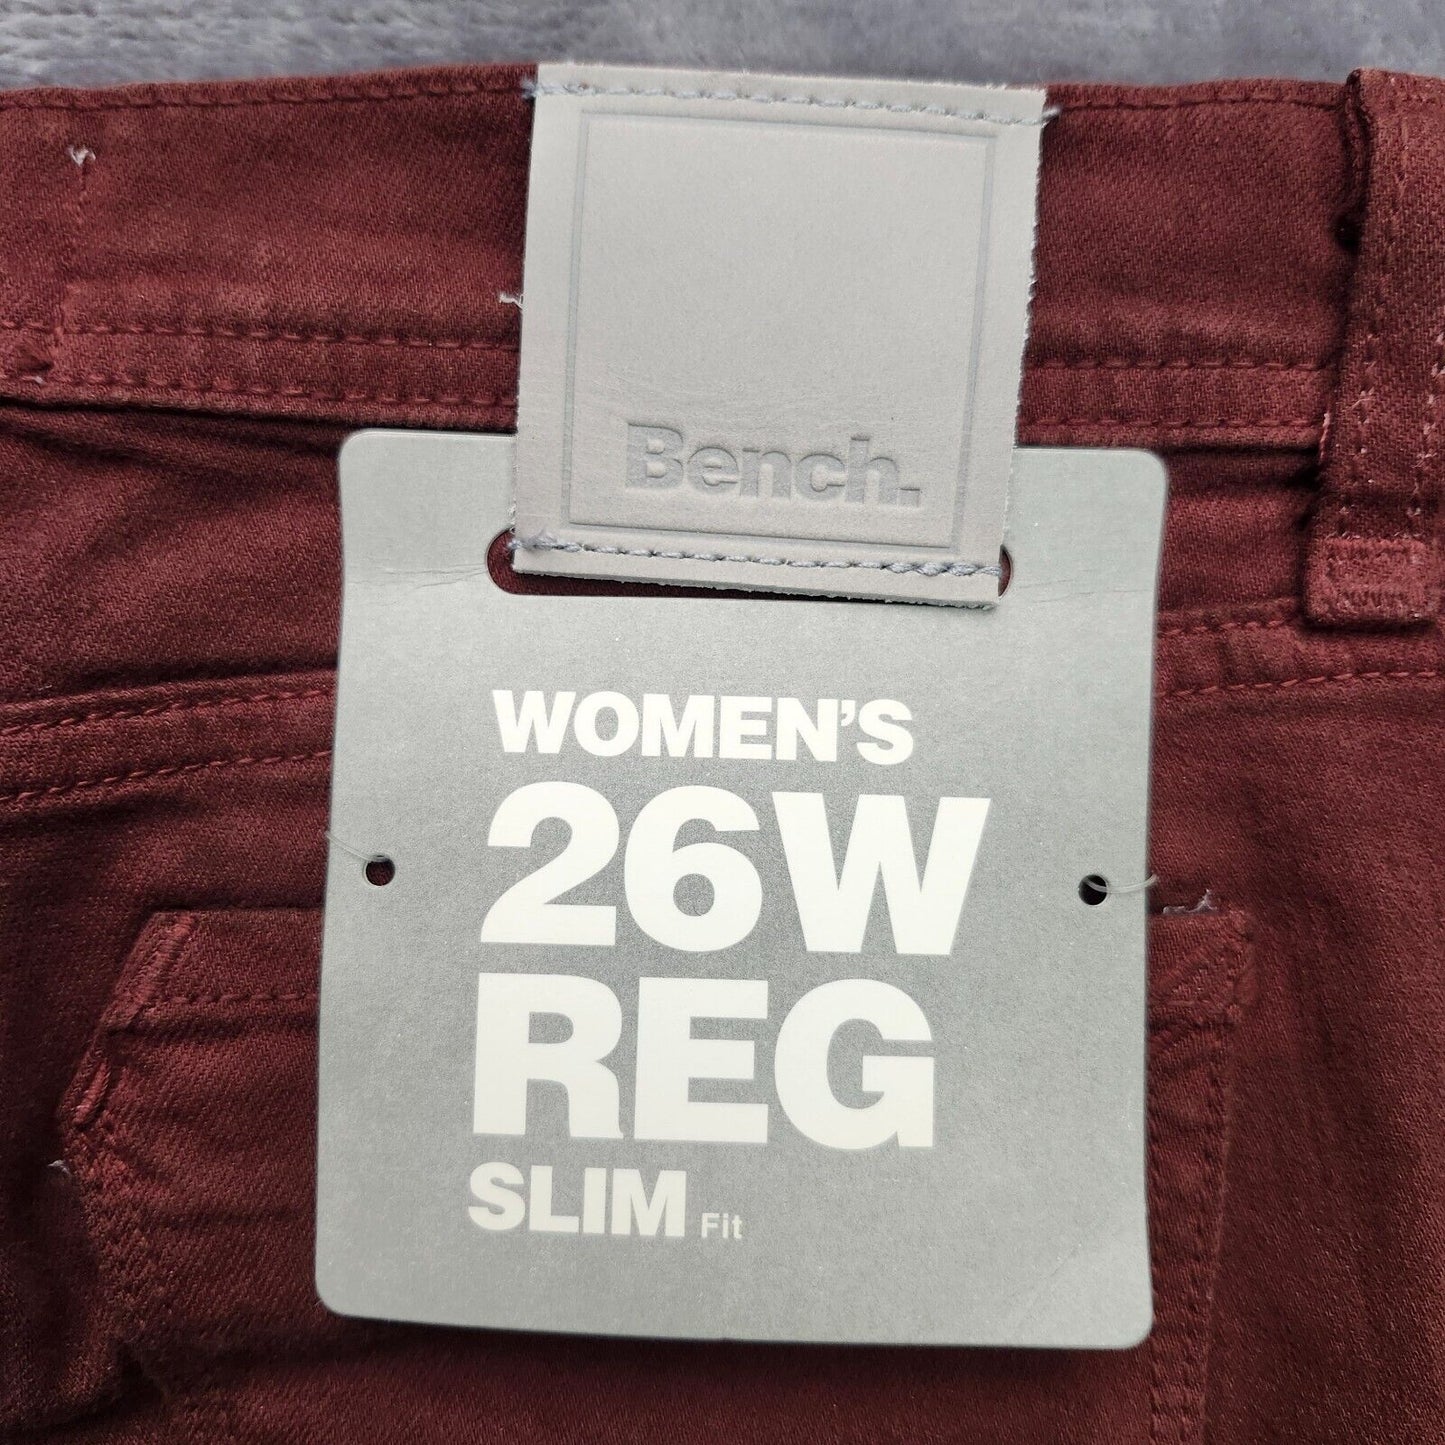 Bench.
WOMEN'S
26W
REG
SLIM Fit